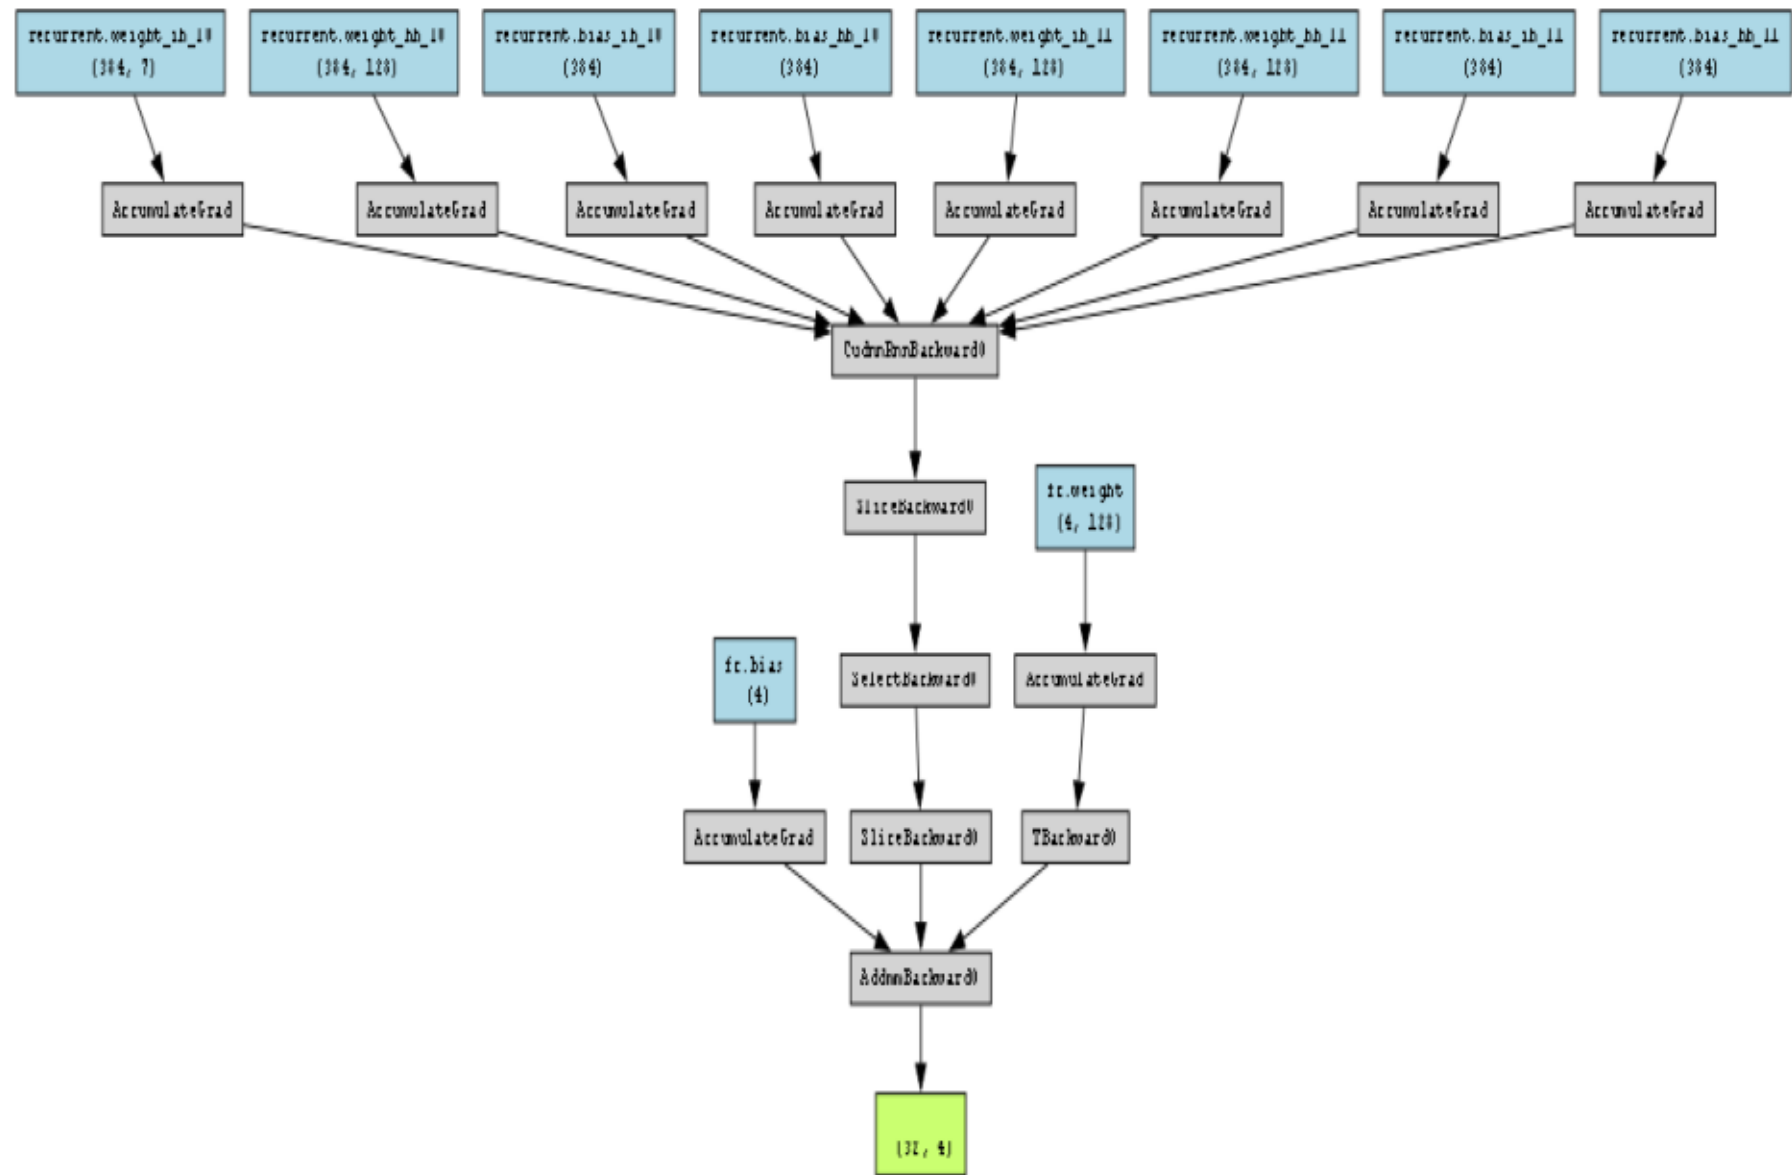 recurrent.weight_ih_l0
(384, 7)
recurrent.weight_hh_l0
(384, 128)
recurrent.bias_ih_l0
(384)
recurrent.bias_hh_l0
(384)
recurrent.weight_ih_l1
(384, 128)
recurrent.weight_hh_l1
(384, 128)
recurrent.bias_ih_l1
(384)
recurrent.bias_hh_l1
(384)
AccumulateGrad
AccumulateGrad
AccumulateGrad
AccumulateGrad
AccumulateGrad
AccumulateGrad
AccumulateGrad
AccumulateGrad
CudnnRnnBackward0
SliceBackward0
fc.weight
(4, 128)
fc.bias
(4)
SelectBackward0
AccumulateGrad
AccumulateGrad
SliceBackward0
TBackward0
AddmmBackward0
(32, 4)